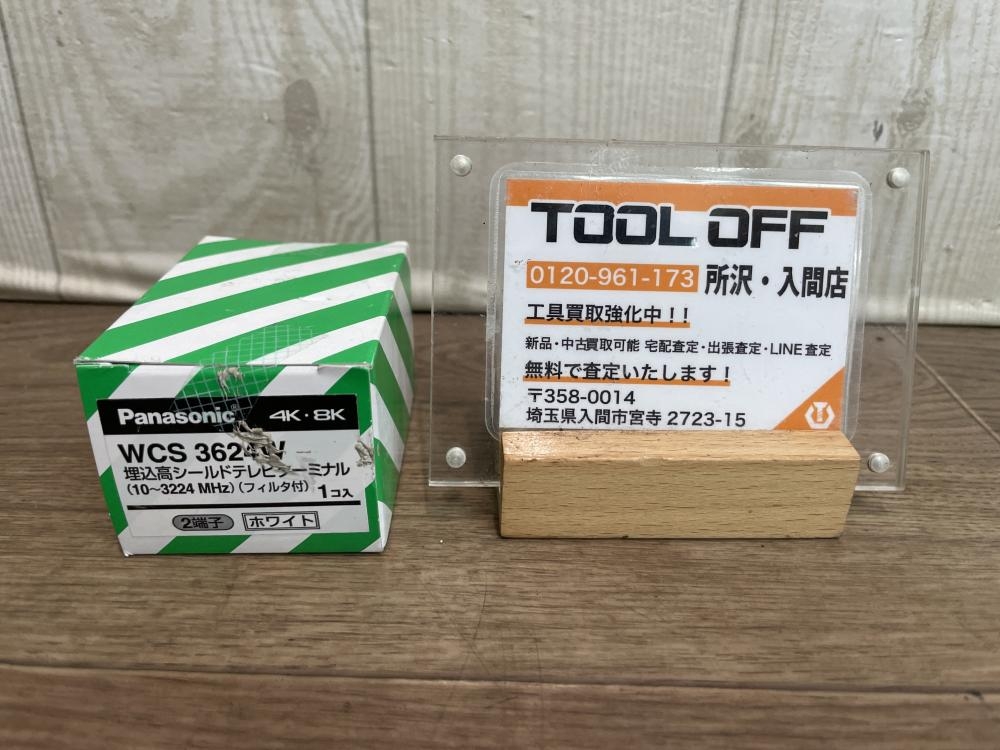 Panasonic 4K・8K
WCS 3624W
埋込高シールドテレビターミナル
(10〜3224 MHz)(フィルタ付) 1コ入
2端子 ホワイト
TOOL OFF
0120-961-173 所沢・入間店
工具買取強化中！！
新品・中古買取可能 宅配査定・出張査定・LINE査定
無料で査定いたします！
〒358-0014
埼玉県入間市宮寺 2723-15